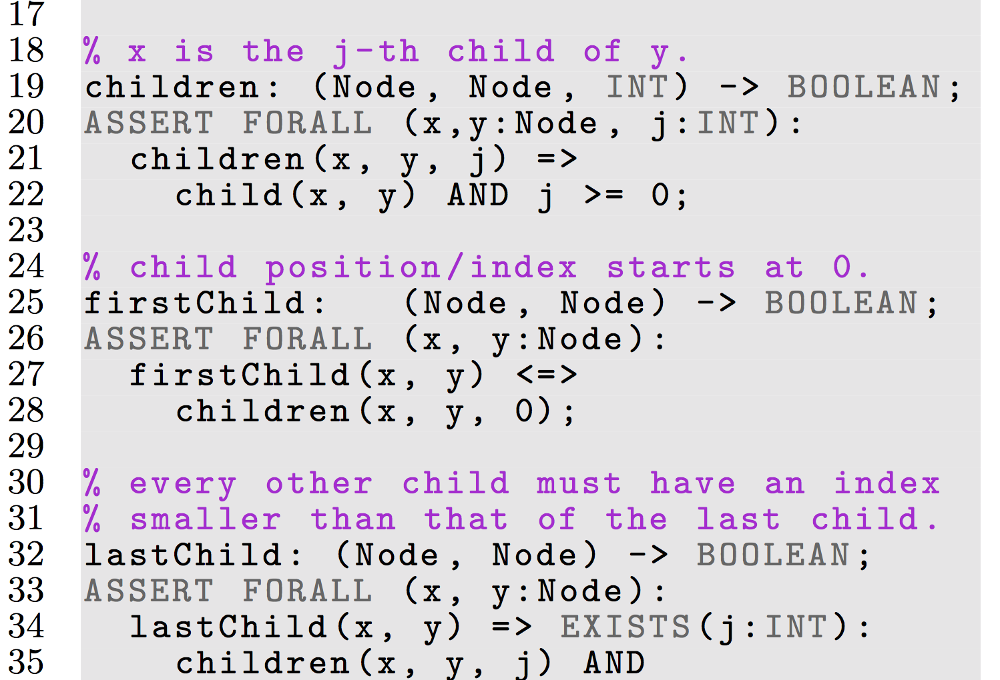 17
18 % x is the j-th child of y.
19 children: (Node, Node, INT) -> BOOLEAN;
20 ASSERT FORALL (x,y:Node, j:INT):
21   children(x, y, j) =>
22     child(x, y) AND j >= 0;
23
24 % child position/index starts at 0.
25 firstChild:  (Node, Node) -> BOOLEAN;
26 ASSERT FORALL (x, y:Node):
27   firstChild(x, y) <=>
28     children(x, y, 0);
29
30 % every other child must have an index
31 % smaller than that of the last child.
32 lastChild: (Node, Node) -> BOOLEAN;
33 ASSERT FORALL (x, y:Node):
34   lastChild(x, y) => EXISTS(j:INT):
35     children(x, y, j) AND